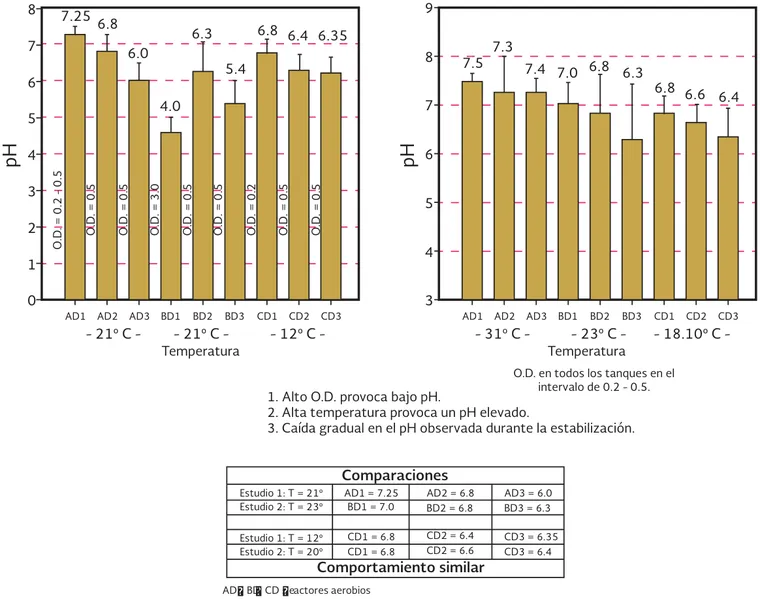 8
7
6
5
4
3
2
1
0
pH
7.25
6.8
6.0
4.0
6.3
5.4
6.8
6.4
6.35
O.D. = 0.2 - 0.5
O.D. = 0.5
O.D. = 0.5
O.D. = 3.0
O.D. = 0.5
O.D. = 0.5
O.D. = 0.2
O.D. = 0.5
O.D. = 0.5
AD1 AD2 AD3 BD1 BD2 BD3 CD1 CD2 CD3
- 21º C - - 21º C - - 12º C -
Temperatura
9
8
7
6
5
4
3
pH
7.5
7.3
7.4
7.0
6.8
6.3
6.8
6.6
6.4
AD1 AD2 AD3 BD1 BD2 BD3 CD1 CD2 CD3
- 31º C - - 23º C - - 18.10º C -
Temperatura
O.D. en todos los tanques en el
intervalo de 0.2 - 0.5.
1. Alto O.D. provoca bajo pH.
2. Alta temperatura provoca un pH elevado.
3. Caída gradual en el pH observada durante la estabilización.
Comparaciones
Estudio 1: T = 21º AD1 = 7.25 AD2 = 6.8 AD3 = 6.0
Estudio 2: T = 23º BD1 = 7.0 BD2 = 6.8 BD3 = 6.3
Estudio 1: T = 12º CD1 = 6.8 CD2 = 6.4 CD3 = 6.35
Estudio 2: T = 20º CD1 = 6.8 CD2 = 6.6 CD3 = 6.4
Comportamiento similar
AD BD CD eactores aerobios